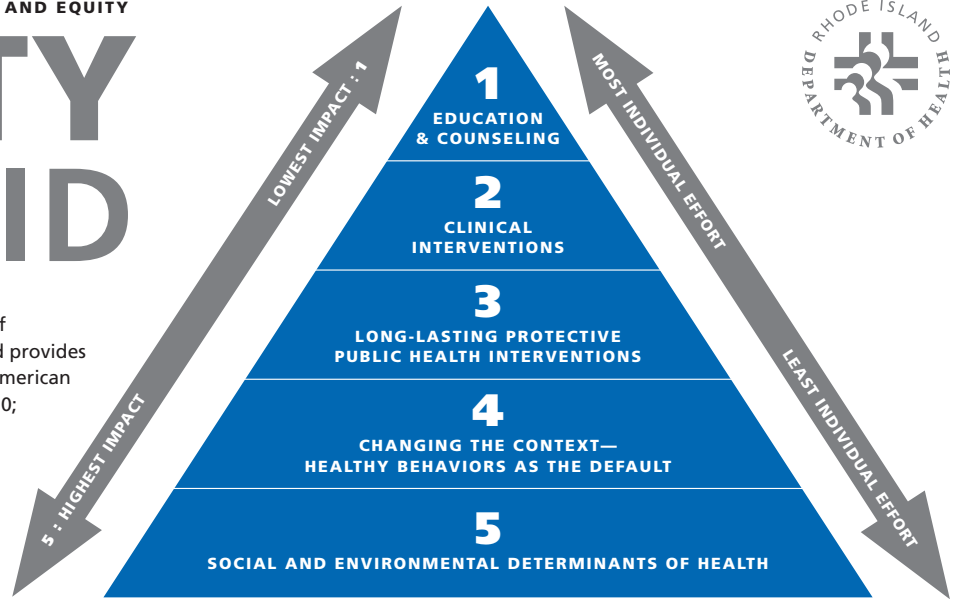 AND EQUITY
TY
ID
f
d provides
merican
0;
LOWEST IMPACT : 1
5 : HIGHEST IMPACT
1
EDUCATION
& COUNSELING
2
CLINICAL
INTERVENTIONS
3
LONG-LASTING PROTECTIVE
PUBLIC HEALTH INTERVENTIONS
4
CHANGING THE CONTEXT—
HEALTHY BEHAVIORS AS THE DEFAULT
5
SOCIAL AND ENVIRONMENTAL DETERMINANTS OF HEALTH
MOST INDIVIDUAL EFFORT
LEAST INDIVIDUAL EFFORT
RHODE ISLAND
DEPARTMENT OF HEALTH